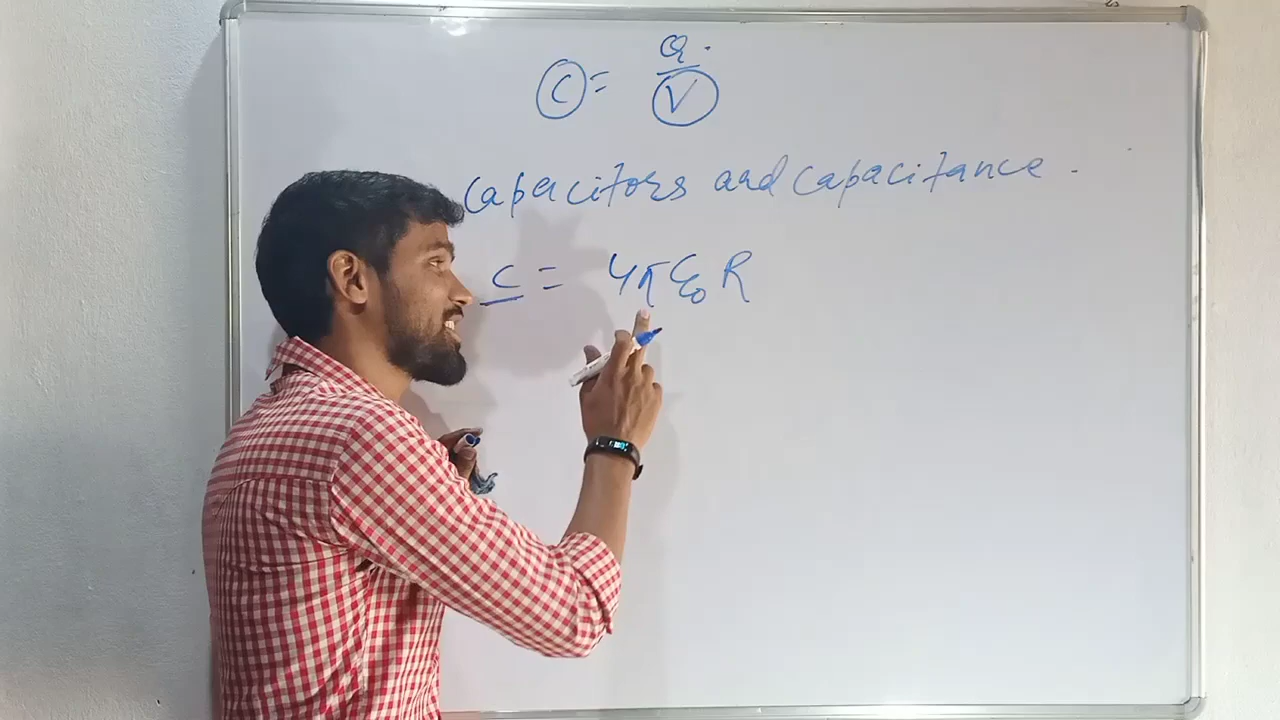 C = Q/V
capacitors and capacitance.
C = 4πε₀R